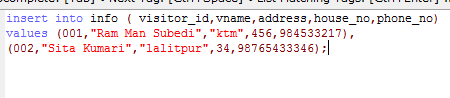 insert into info ( visitor_id,vname,address,house_no,phone_no)
values (001,"Ram Man Subedi","ktm",456,984533217),
(002,"Sita Kumari","lalitpur",34,98765433346);